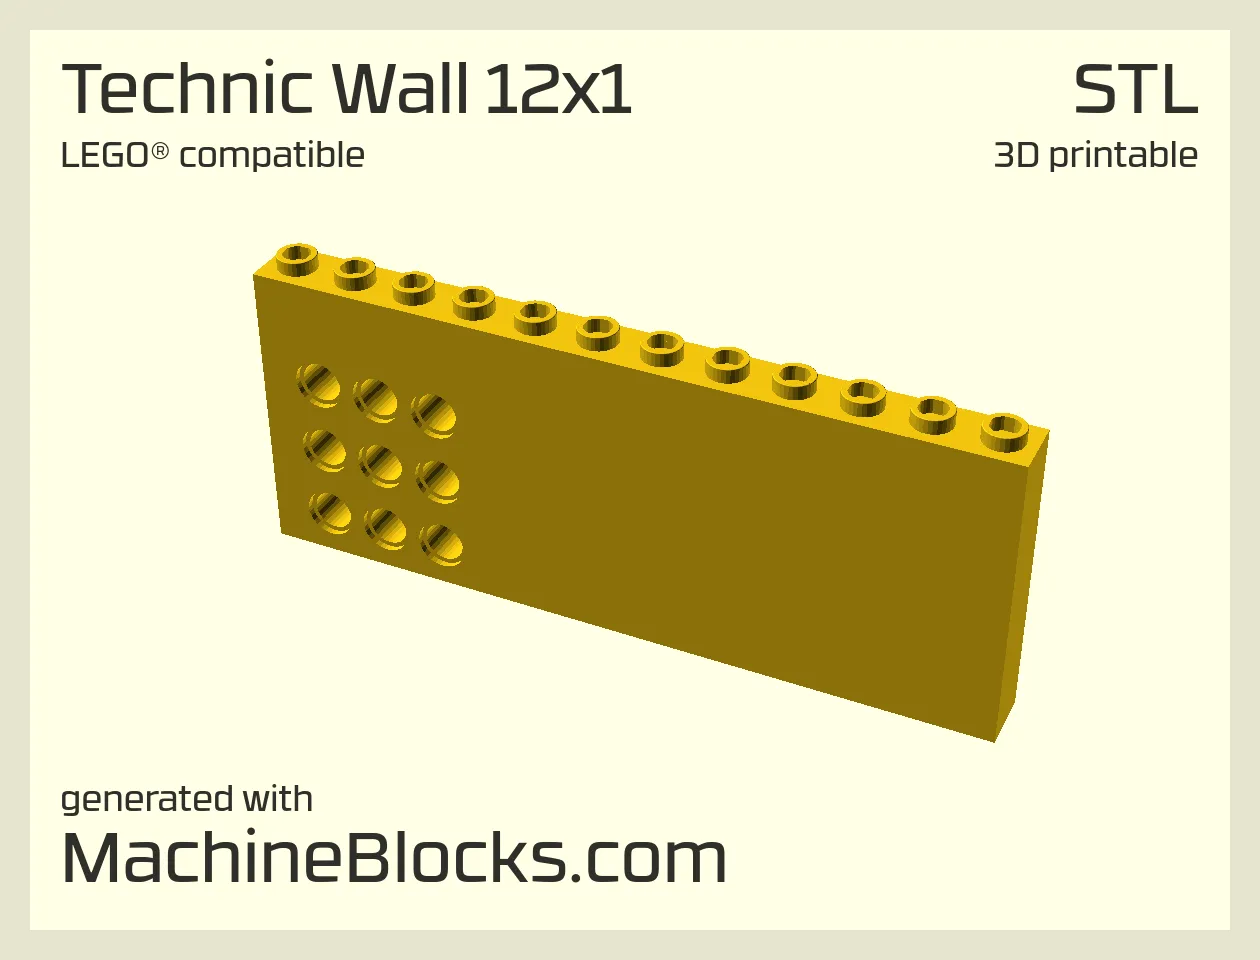 Technic Wall 12x1
STL
LEGO® compatible
3D printable
generated with
MachineBlocks.com